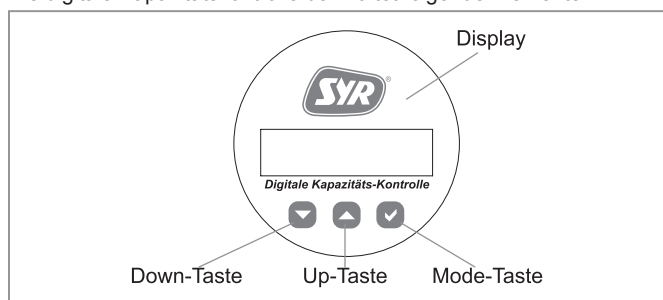 Display
SYR®
Digitale Kapazitäts-Kontrolle
Down-Taste Up-Taste Mode-Taste